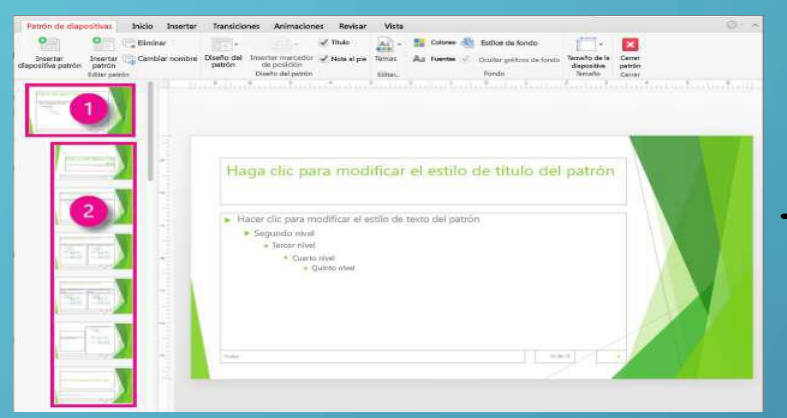 Patrón de diapositivas Inicio Insertar Transiciones Animaciones Revisar Vista
Insertar diapositiva patrón
Insertar patrón
Eliminar
Cambiar nombre
Editar patrón
Diseño del patrón
Insertar marcador de posición
Título
Nota al pie
Diseño del patrón
Temas
Editar...
Colores
Fuentes
Estilos de fondo
Ocultar gráficos de fondo
Fondo
Tamaño de la diapositiva
Tamaño
Cerrar patrón
Cerrar
1
2
Haga clic para modificar el estilo de título del patrón
Hacer clic para modificar el estilo de texto del patrón
Segundo nivel
Tercer nivel
Cuarto nivel
Quinto nivel